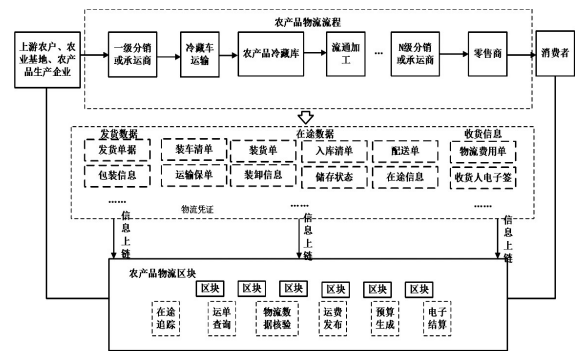 农产品物流流程
上游农户、农
业基地、农产
品生产企业
一级分销
或承运商
冷藏车
运输
农产品冷藏库
流通加
工
...
N级分销
或承运商
零售商
消费者
发货数据
在途数据
收货信息
发货单据
装车清单
装货单
入库清单
配送单
物流费用单
包装信息
运输保单
装卸信息
储存状态
在途信息
收货人电子签
......
物流凭证
......
......
信
息
上
链
信
息
上
链
信
息
上
链
农产品物流区块
区块
区块
区块
区块
区块
区块
在途
追踪
运单
查询
物流数
据核验
运费
发布
预算
生成
电子
结算